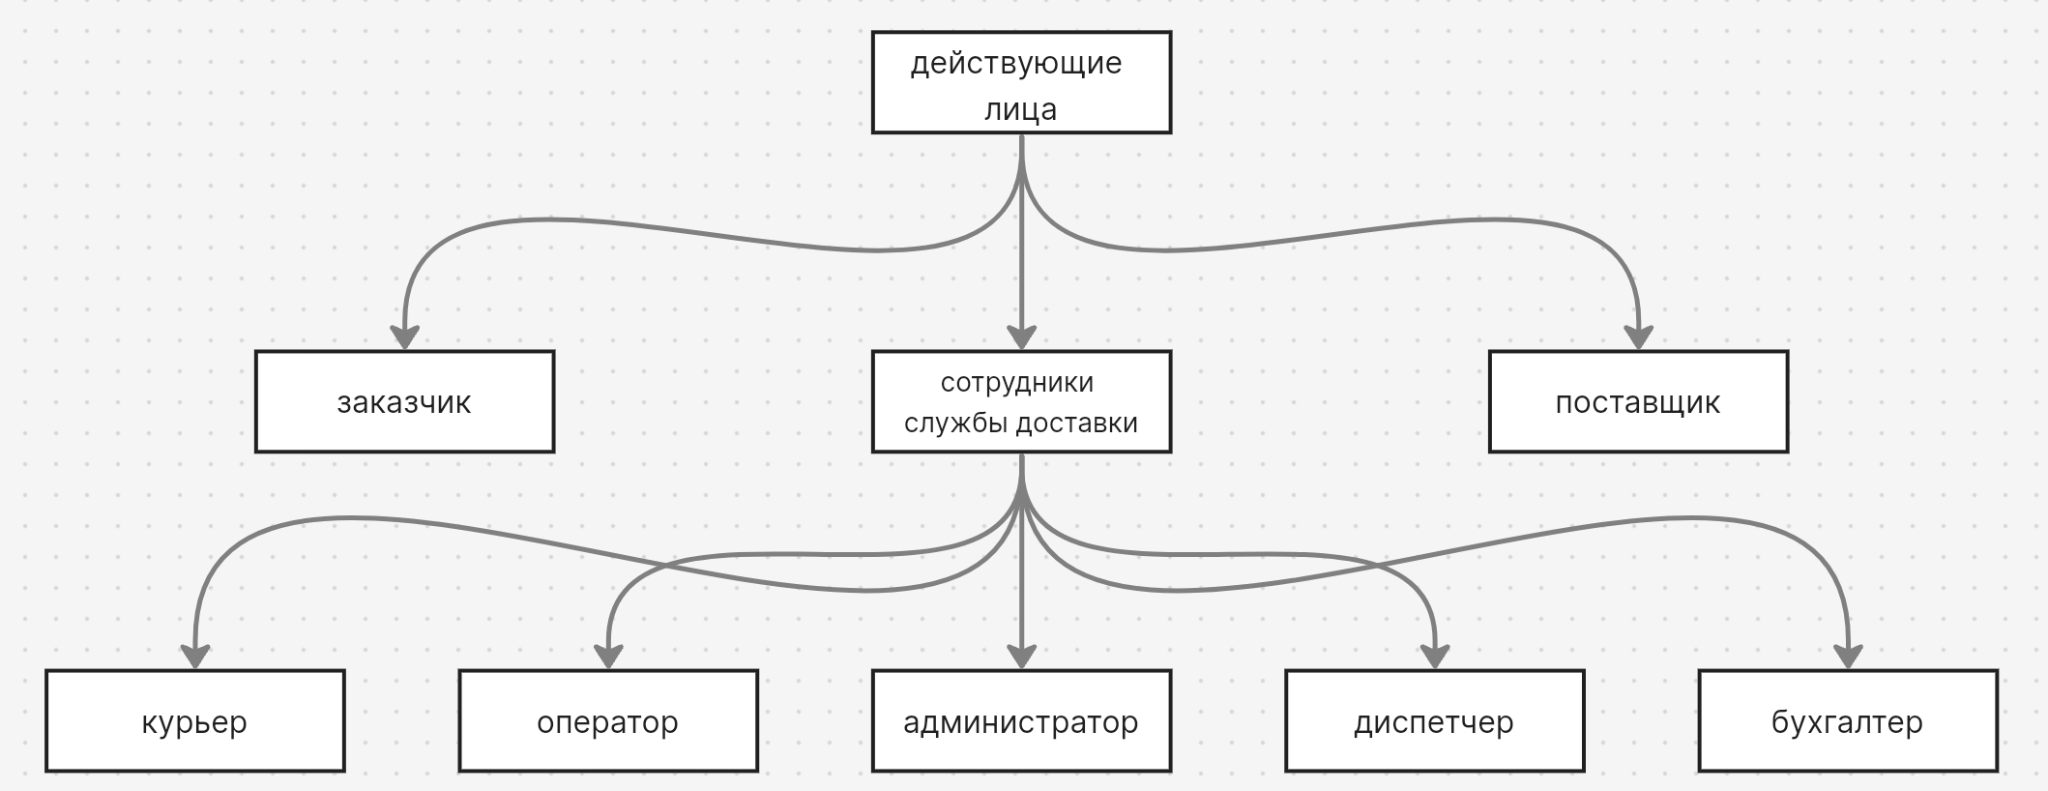 действующие
лица
заказчик
сотрудники
службы доставки
поставщик
курьер
оператор
администратор
диспетчер
бухгалтер